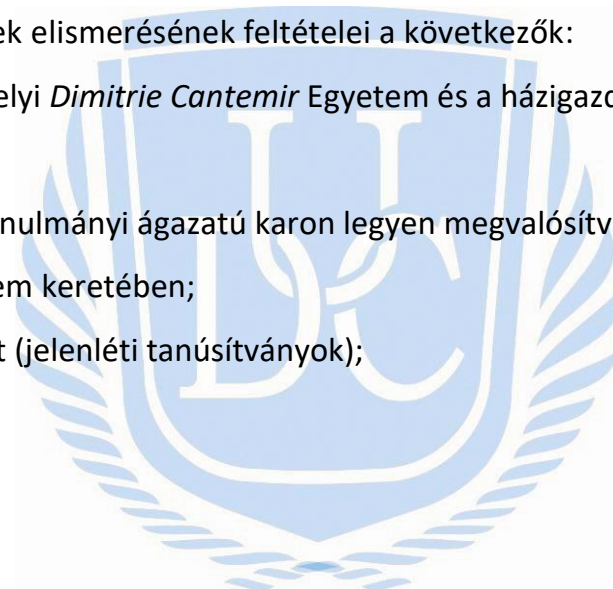 ek elismerésének feltételei a következők:
elyi Dimitrie Cantemir Egyetem és a házigazd
nulmányi ágazatú karon legyen megvalósítv
em keretében;
t (jelenléti tanúsítványok);
UDC